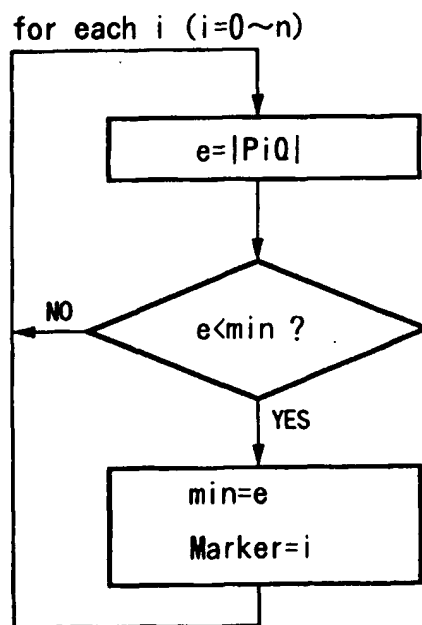 for each i (i=0~n)
e=|PiQ|
e<min ?
NO
YES
min=e
Marker=i